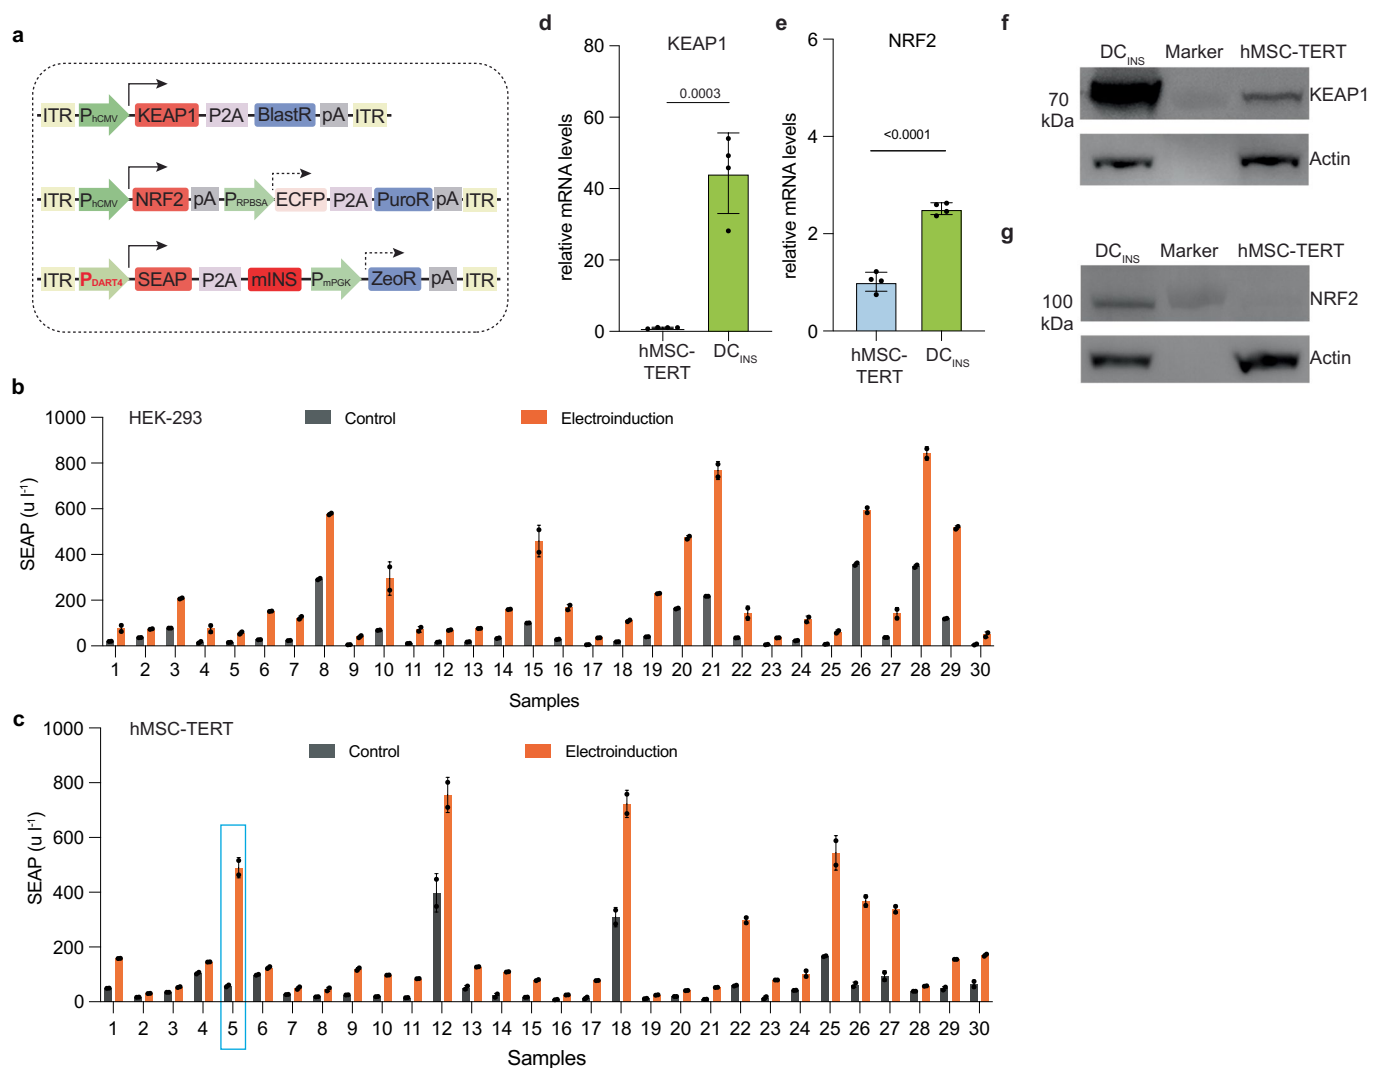 a
ITR PhCMV KEAP1 P2A BlastR pA ITR
ITR PhCMV NRF2 pA PRPBSA ECFP P2A PuroR pA ITR
ITR PDART4 SEAP P2A mINS PmPGK ZeoR pA ITR
d
KEAP1
relative mRNA levels
80
60
40
20
0
0.0003
hMSC-
TERT
DCINS
e
NRF2
relative mRNA levels
6
4
2
0
<0.0001
hMSC-
TERT
DCINS
f
DCINS Marker hMSC-TERT
70
kDa
KEAP1
Actin
g
DCINS Marker hMSC-TERT
100
kDa
NRF2
Actin
b
HEK-293
Control
Electroinduction
SEAP (u l-1)
1000
800
600
400
200
0
1 2 3 4 5 6 7 8 9 10 11 12 13 14 15 16 17 18 19 20 21 22 23 24 25 26 27 28 29 30
Samples
c
hMSC-TERT
Control
Electroinduction
SEAP (u l-1)
1000
800
600
400
200
0
1 2 3 4 5 6 7 8 9 10 11 12 13 14 15 16 17 18 19 20 21 22 23 24 25 26 27 28 29 30
Samples